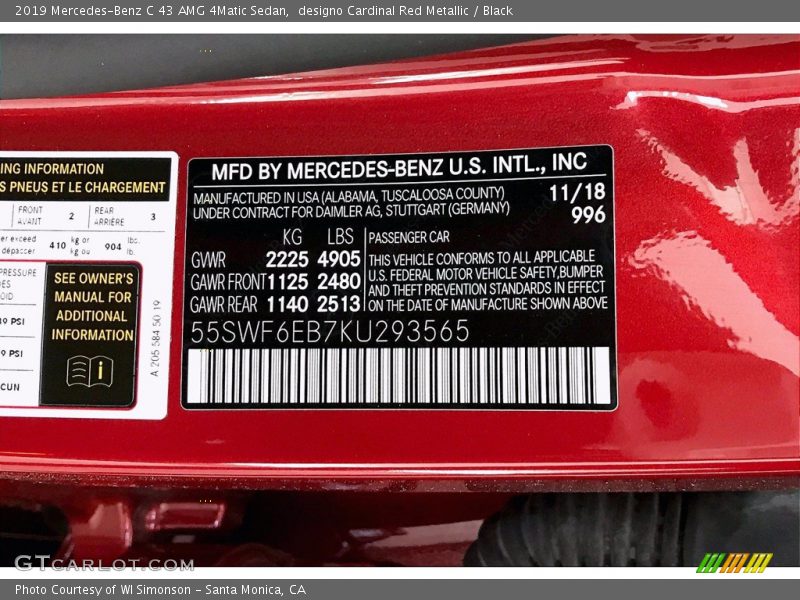 2019 Mercedes-Benz C 43 AMG 4Matic Sedan, designo Cardinal Red Metallic / Black
ING INFORMATION
S PNEUS ET LE CHARGEMENT
FRONT AVANT 2 REAR ARRIÈRE 3
er exceed dépacer 410 kg or kg ou 904 lbs. lb.
PRESSURE
SEE OWNER'S
MANUAL FOR
ADDITIONAL
INFORMATION
i
9 PSI
9 PSI
CUN
A 205 584 50 19
MFD BY MERCEDES-BENZ U.S. INTL., INC
MANUFACTURED IN USA (ALABAMA, TUSCALOOSA COUNTY) 11/18
UNDER CONTRACT FOR DAIMLER AG, STUTTGART (GERMANY) 996
KG LBS PASSENGER CAR
GWR 2225 4905
GAWR FRONT 1125 2480
GAWR REAR 1140 2513
THIS VEHICLE CONFORMS TO ALL APPLICABLE
U.S. FEDERAL MOTOR VEHICLE SAFETY,BUMPER
AND THEFT PREVENTION STANDARDS IN EFFECT
ON THE DATE OF MANUFACTURE SHOWN ABOVE
55SWF6EB7KU293565
GTCARLOT.COM
Photo Courtesy of WI Simonson - Santa Monica, CA